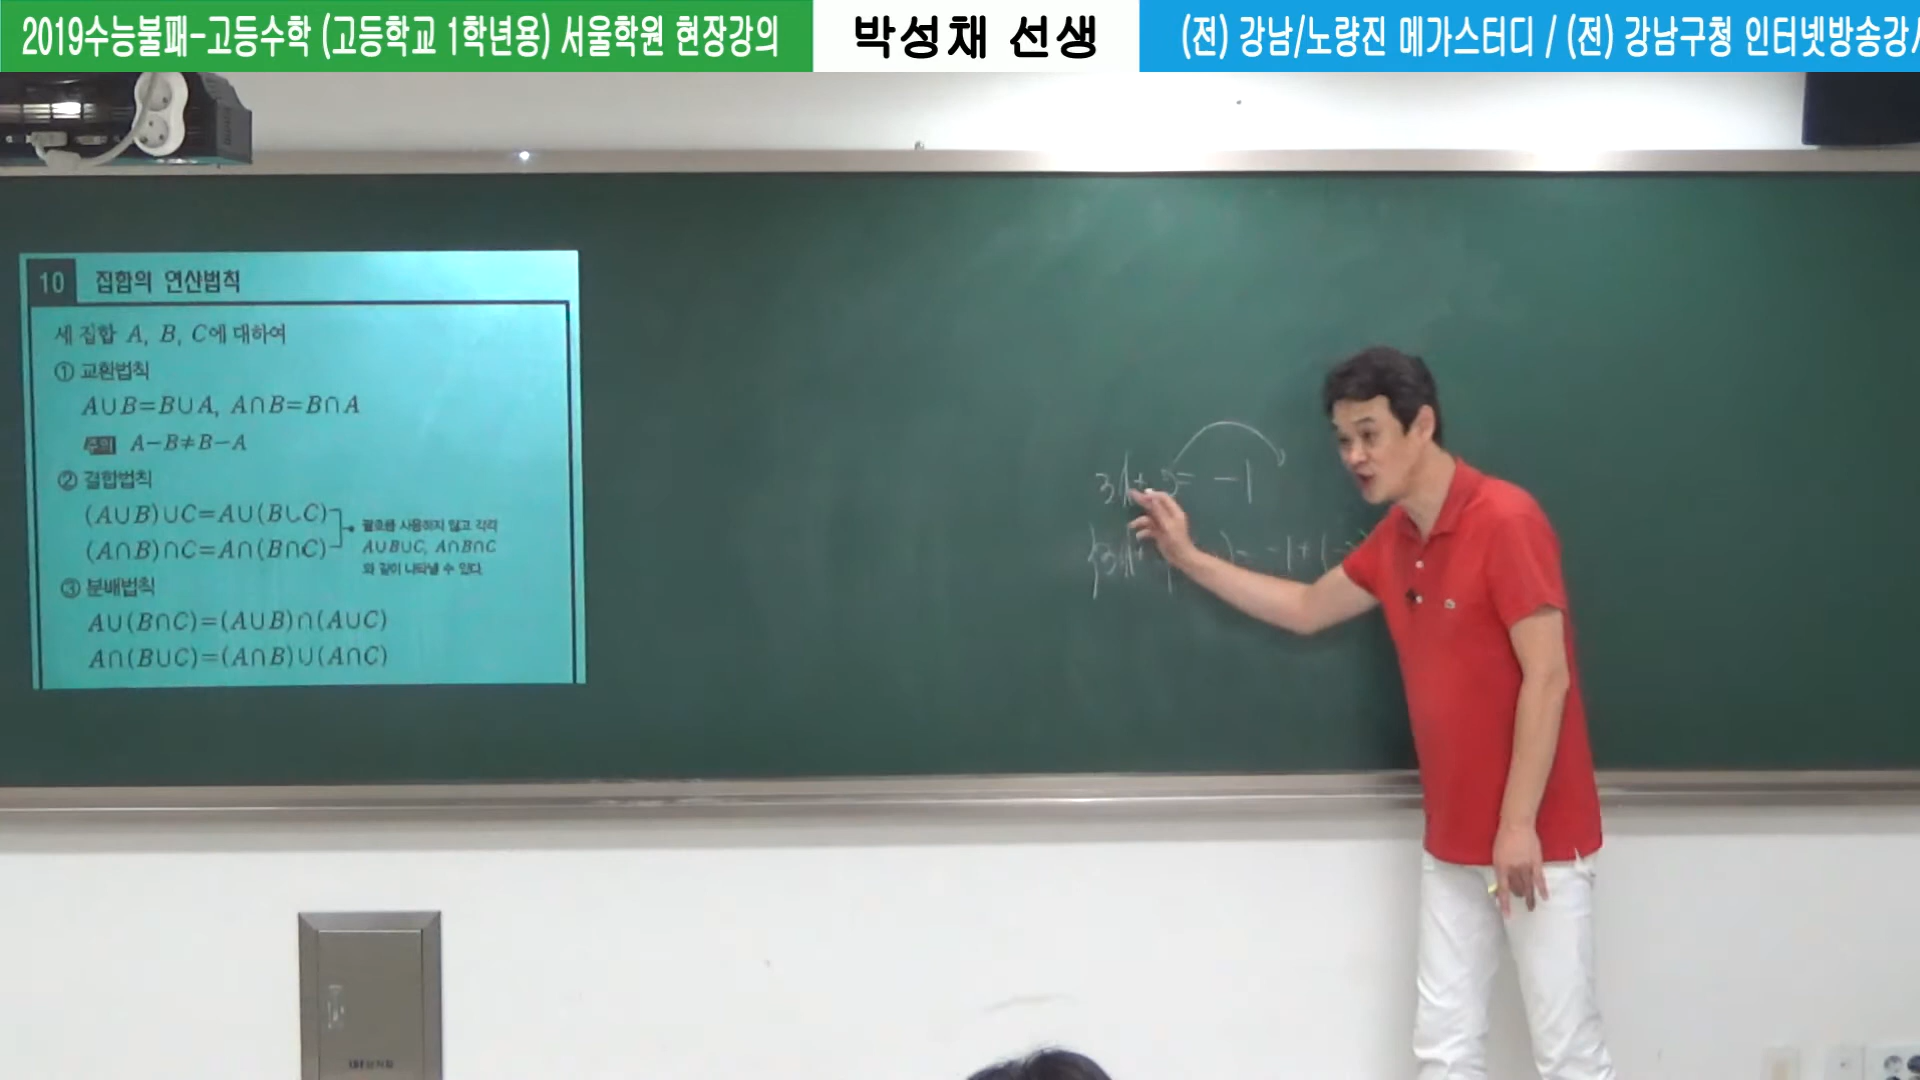 2019수능불패-고등수학 (고등학교 1학년용) 서울학원 현장강의
박성채 선생
(전) 강남/노량진 메가스터디 / (전) 강남구청 인터넷방송강
10 집합의 연산법칙
세 집합 A, B, C에 대하여
① 교환법칙
A∪B=B∪A, A∩B=B∩A
주의 A-B≠B-A
② 결합법칙
(A∪B)∪C=A∪(B∪C)
(A∩B)∩C=A∩(B∩C)
괄호를 사용하지 않고 각각
A∪B∪C, A∩B∩C
와 같이 나타낼 수 있다.
③ 분배법칙
A∪(B∩C)=(A∪B)∩(A∪C)
A∩(B∪C)=(A∩B)∪(A∩C)
= -1